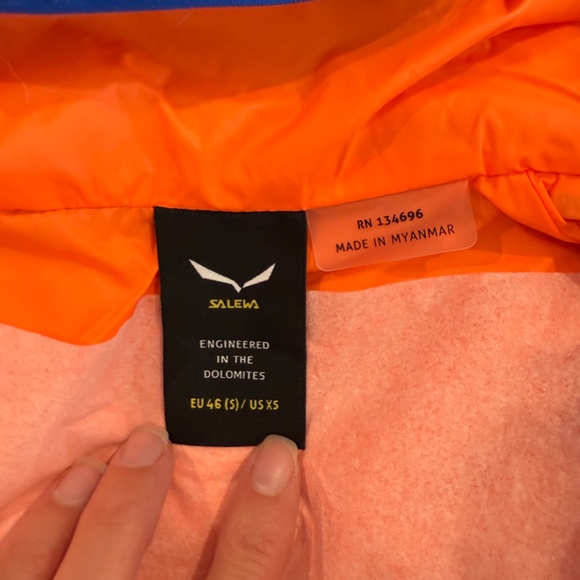 RN 134696
MADE IN MYANMAR
SALEWA
ENGINEERED
IN THE
DOLOMITES
EU 46 (S) / US XS